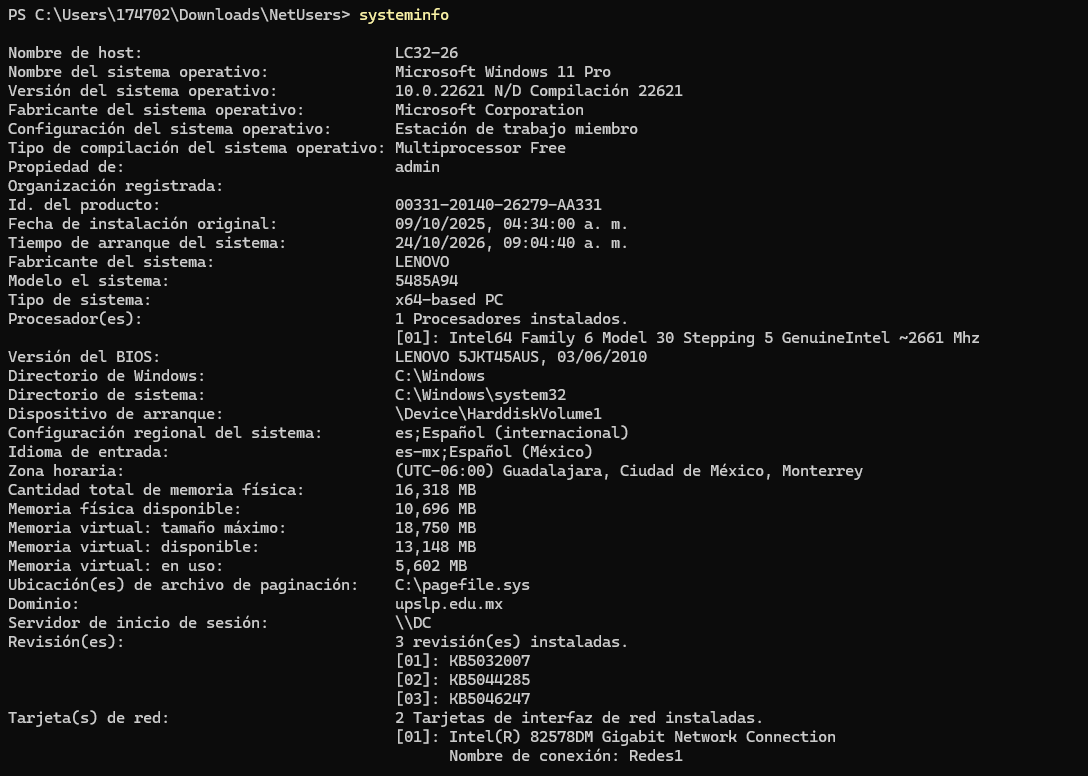 PS C:\Users\174702\Downloads\NetUsers> systeminfo
Nombre de host: LC32-26
Nombre del sistema operativo: Microsoft Windows 11 Pro
Versión del sistema operativo: 10.0.22621 N/D Compilación 22621
Fabricante del sistema operativo: Microsoft Corporation
Configuración del sistema operativo: Estación de trabajo miembro
Tipo de compilación del sistema operativo: Multiprocessor Free
Propiedad de: admin
Organización registrada:
Id. del producto: 00331-20140-26279-AA331
Fecha de instalación original: 09/10/2025, 04:34:00 a. m.
Tiempo de arranque del sistema: 24/10/2026, 09:04:40 a. m.
Fabricante del sistema: LENOVO
Modelo el sistema: 5485A94
Tipo de sistema: x64-based PC
Procesador(es): 1 Procesadores instalados.
[01]: Intel64 Family 6 Model 30 Stepping 5 GenuineIntel ~2661 Mhz
Versión del BIOS: LENOVO 5JKT45AUS, 03/06/2010
Directorio de Windows: C:\Windows
Directorio de sistema: C:\Windows\system32
Dispositivo de arranque: \Device\HarddiskVolume1
Configuración regional del sistema: es;Español (internacional)
Idioma de entrada: es-mx;Español (México)
Zona horaria: (UTC-06:00) Guadalajara, Ciudad de México, Monterrey
Cantidad total de memoria física: 16,318 MB
Memoria física disponible: 10,696 MB
Memoria virtual: tamaño máximo: 18,750 MB
Memoria virtual: disponible: 13,148 MB
Memoria virtual: en uso: 5,602 MB
Ubicación(es) de archivo de paginación: C:\pagefile.sys
Dominio: upslp.edu.mx
Servidor de inicio de sesión: \\DC
Revisión(es): 3 revisión(es) instaladas.
[01]: KB5032007
[02]: KB5044285
[03]: KB5046247
Tarjeta(s) de red: 2 Tarjetas de interfaz de red instaladas.
[01]: Intel(R) 82578DM Gigabit Network Connection
Nombre de conexión: Redes1